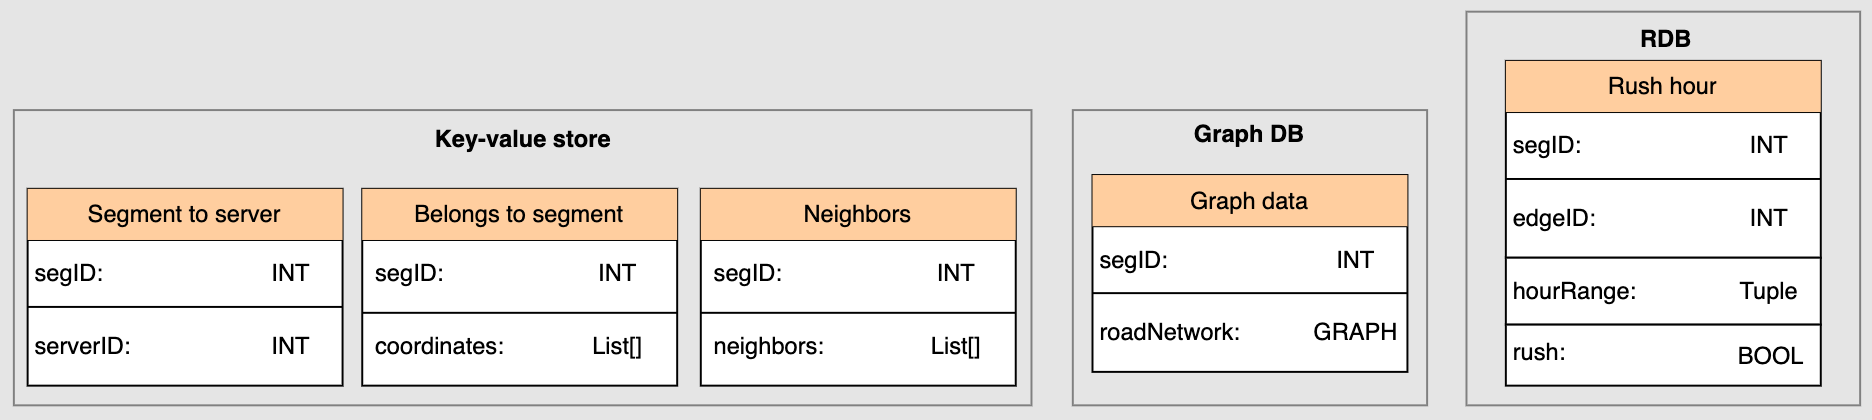 Key-value store
Segment to server
segID: INT
serverID: INT
Belongs to segment
segID: INT
coordinates: List[]
Neighbors
segID: INT
neighbors: List[]
Graph DB
Graph data
segID: INT
roadNetwork: GRAPH
RDB
Rush hour
segID: INT
edgeID: INT
hourRange: Tuple
rush: BOOL